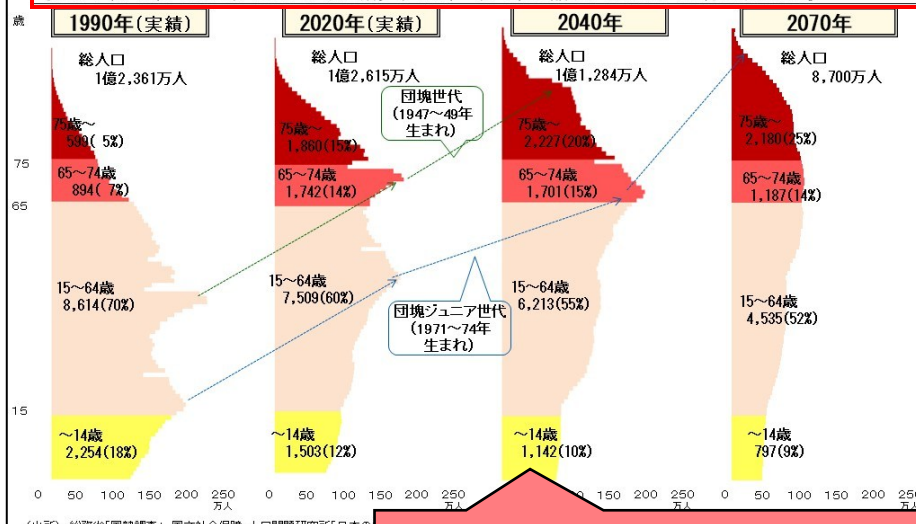 歳
1990年(実績)
2020年(実績)
2040年
2070年
総人口
1億2,361万人
総人口
1億2,615万人
総人口
1億1,284万人
総人口
8,700万人
団塊世代
(1947～49年
生まれ)
75歳～
599( 5%)
75歳～
1,860(15%)
75歳～
2,227(20%)
75歳～
2,180(25%)
75
65～74歳
894( 7%)
65～74歳
1,742(14%)
65～74歳
1,701(15%)
65～74歳
1,187(14%)
65
15～64歳
8,614(70%)
15～64歳
7,509(60%)
15～64歳
6,213(55%)
15～64歳
4,535(52%)
団塊ジュニア世代
(1971～74年
生まれ)
15
～14歳
2,254(18%)
～14歳
1,503(12%)
～14歳
1,142(10%)
～14歳
797(9%)
0 50 100 150 200 250
万人
0 50 100 150 200 250
万人
0 50 100 150 200 250
万人
0 50 100 150 200 250
万人